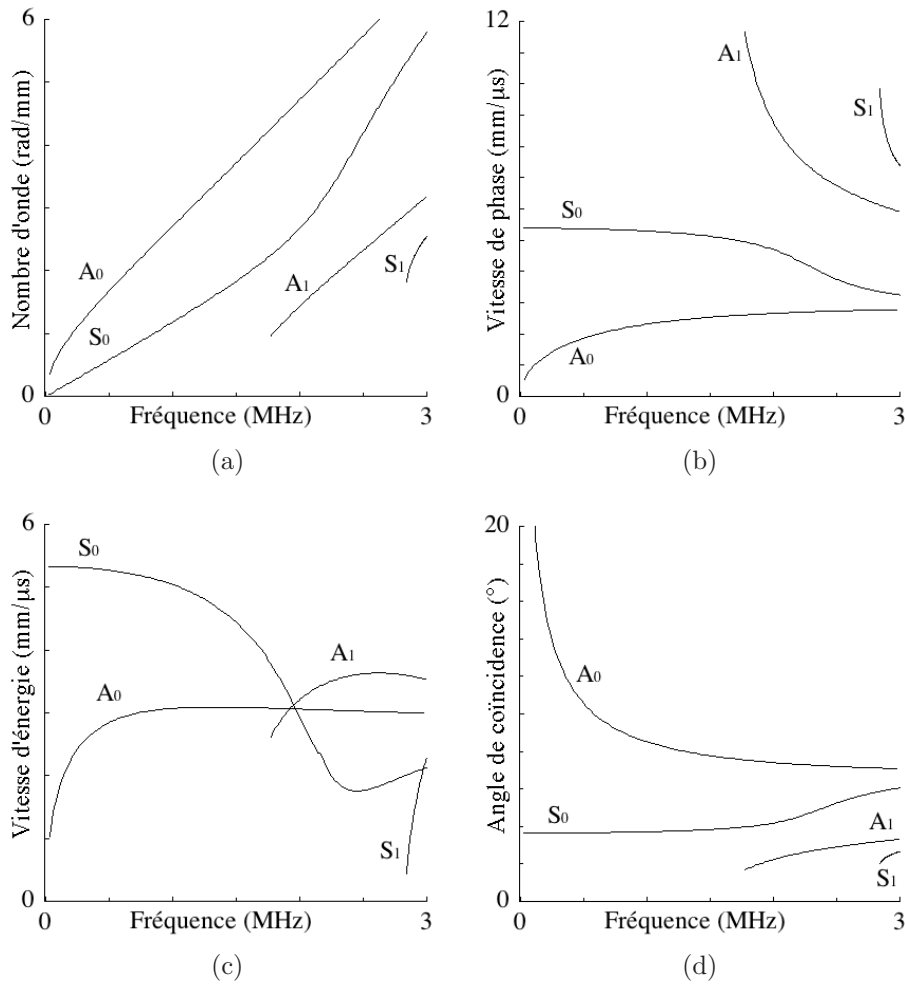 6
Nombre d'onde (rad/mm)
A0
S0
A1
S1
0
0
Fréquence (MHz)
3
(a)
12
Vitesse de phase (mm/µs)
A1
S1
S0
A0
0
0
Fréquence (MHz)
3
(b)
6
Vitesse d'énergie (mm/µs)
S0
A1
A0
S1
0
0
Fréquence (MHz)
3
(c)
20
Angle de coïncidence (°)
A0
S0
A1
S1
0
0
Fréquence (MHz)
3
(d)